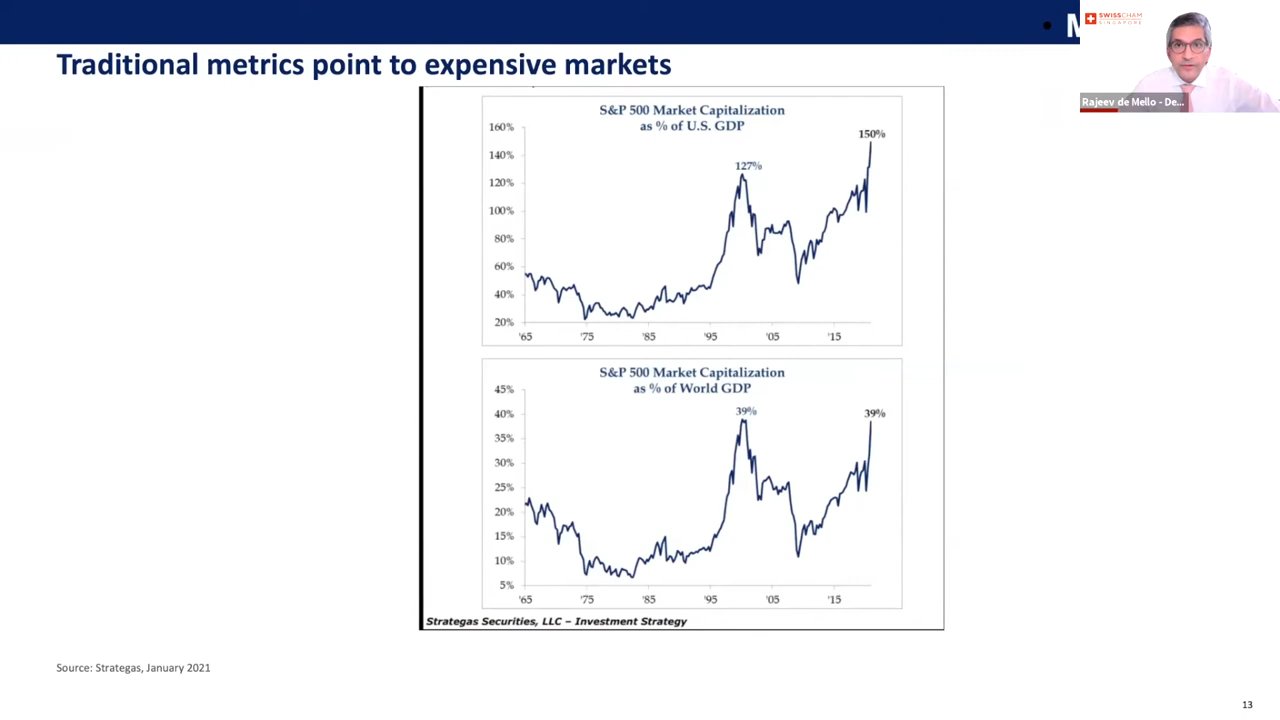 M
SWISSCHAM
SINGAPORE
Rajeev de Mello - De...
Traditional metrics point to expensive markets
S&P 500 Market Capitalization
as % of U.S. GDP
160%
140%
120%
100%
80%
60%
40%
20%
127%
150%
'65 '75 '85 '95 '05 '15
S&P 500 Market Capitalization
as % of World GDP
45%
40%
35%
30%
25%
20%
15%
10%
5%
39%
39%
'65 '75 '85 '95 '05 '15
Strategas Securities, LLC – Investment Strategy
Source: Strategas, January 2021
13